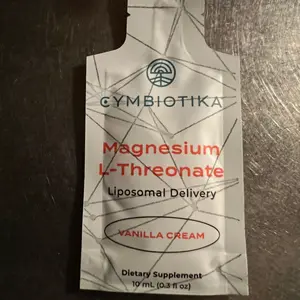 CYMBIOTIKA
Magnesium
L-Threonate
Liposomal Delivery
VANILLA CREAM
Dietary Supplement
10 mL (0.3 fl oz)